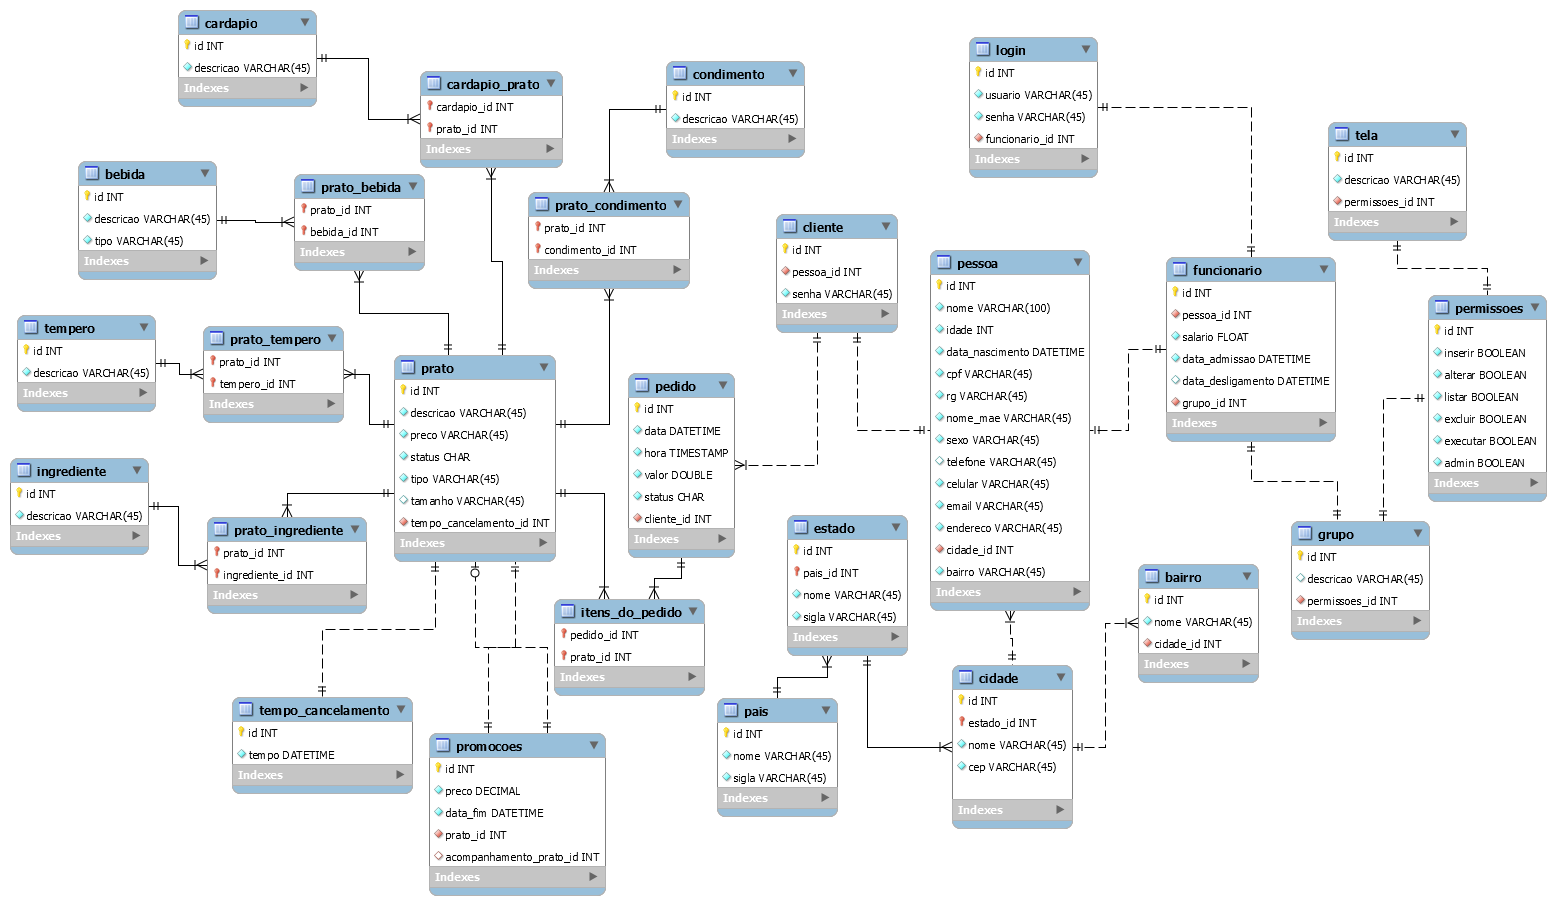 cardapio
id INT
descricao VARCHAR(45)
Indexes
cardapio_prato
cardapio_id INT
prato_id INT
Indexes
condimento
id INT
descricao VARCHAR(45)
Indexes
login
id INT
usuario VARCHAR(45)
senha VARCHAR(45)
funcionario_id INT
Indexes
tela
id INT
descricao VARCHAR(45)
permissoes_id INT
Indexes
bebida
id INT
descricao VARCHAR(45)
tipo VARCHAR(45)
Indexes
prato_bebida
prato_id INT
bebida_id INT
Indexes
prato_condimento
prato_id INT
condimento_id INT
Indexes
cliente
id INT
pessoa_id INT
senha VARCHAR(45)
Indexes
pessoa
id INT
nome VARCHAR(100)
idade INT
data_nascimento DATETIME
cpf VARCHAR(45)
rg VARCHAR(45)
nome_mae VARCHAR(45)
sexo VARCHAR(45)
telefone VARCHAR(45)
celular VARCHAR(45)
email VARCHAR(45)
endereco VARCHAR(45)
cidade_id INT
bairro VARCHAR(45)
Indexes
funcionario
id INT
pessoa_id INT
salario FLOAT
data_admissao DATETIME
data_desligamento DATETIME
grupo_id INT
Indexes
permissoes
id INT
inserir BOOLEAN
alterar BOOLEAN
listar BOOLEAN
excluir BOOLEAN
executar BOOLEAN
admin BOOLEAN
Indexes
tempero
id INT
descricao VARCHAR(45)
Indexes
prato_tempero
prato_id INT
tempero_id INT
Indexes
prato
id INT
descricao VARCHAR(45)
preco VARCHAR(45)
status CHAR
tipo VARCHAR(45)
tamanho VARCHAR(45)
tempo_cancelamento_id INT
Indexes
pedido
id INT
data DATETIME
hora TIMESTAMP
valor DOUBLE
status CHAR
cliente_id INT
Indexes
ingrediente
id INT
descricao VARCHAR(45)
Indexes
prato_ingrediente
prato_id INT
ingrediente_id INT
Indexes
estado
id INT
pais_id INT
nome VARCHAR(45)
sigla VARCHAR(45)
Indexes
grupo
id INT
descricao VARCHAR(45)
permissoes_id INT
Indexes
bairro
id INT
nome VARCHAR(45)
cidade_id INT
Indexes
itens_do_pedido
pedido_id INT
prato_id INT
Indexes
cidade
id INT
estado_id INT
nome VARCHAR(45)
cep VARCHAR(45)
Indexes
tempo_cancelamento
id INT
tempo DATETIME
Indexes
pais
id INT
nome VARCHAR(45)
sigla VARCHAR(45)
Indexes
promocoes
id INT
preco DECIMAL
data_fim DATETIME
prato_id INT
acompanhamento_prato_id INT
Indexes